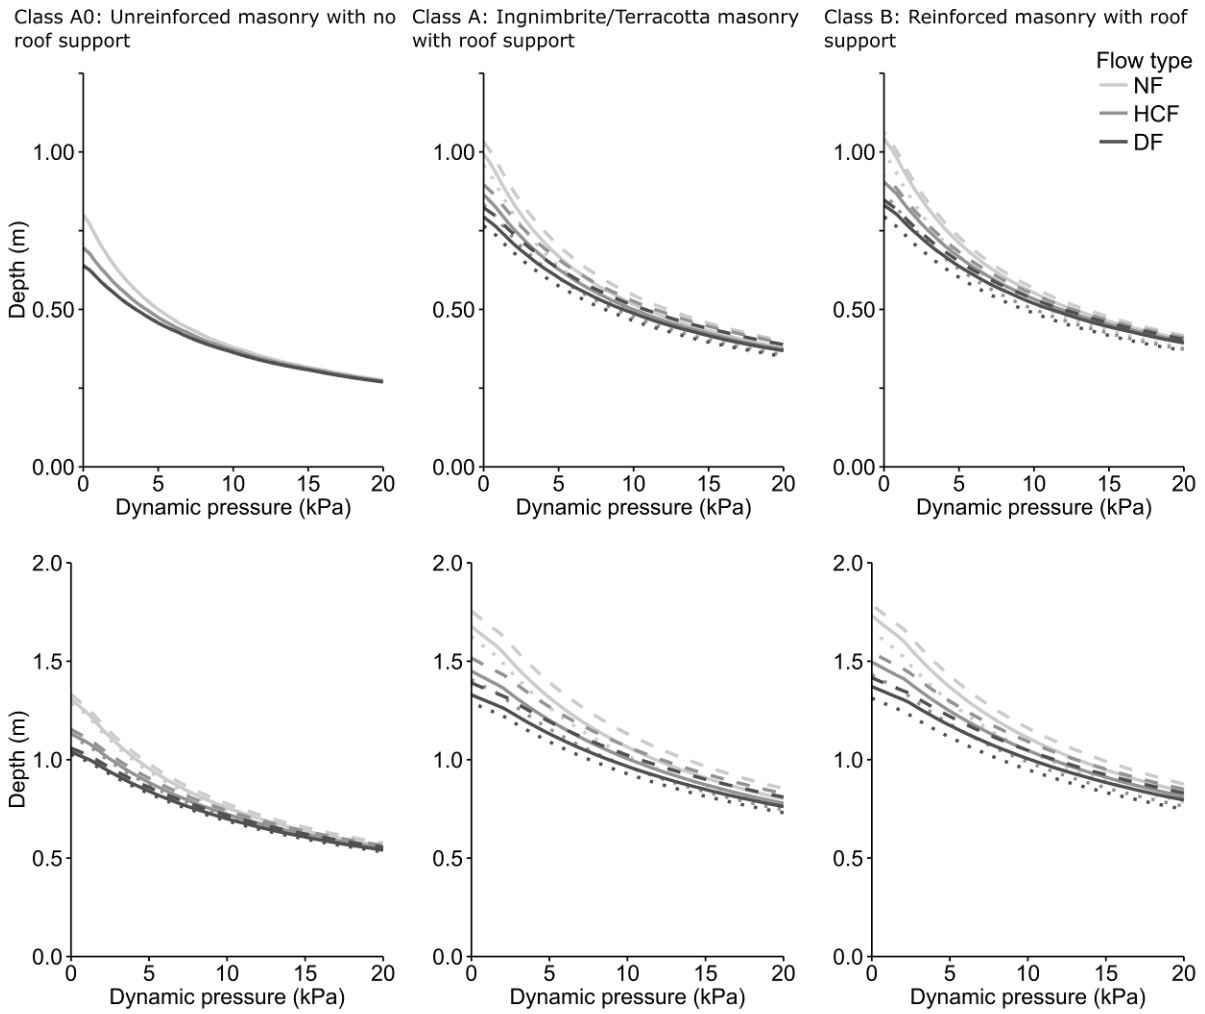 Class A0: Unreinforced masonry with no
roof support
Class A: Ingnimbrite/Terracotta masonry
with roof support
Class B: Reinforced masonry with roof
support
Flow type
NF
HCF
DF
Depth (m)
1.00
0.50
0.00
0 5 10 15 20
Dynamic pressure (kPa)
1.00
0.50
0.00
0 5 10 15 20
Dynamic pressure (kPa)
1.00
0.50
0.00
0 5 10 15 20
Dynamic pressure (kPa)
Depth (m)
2.0
1.5
1.0
0.5
0.0
0 5 10 15 20
Dynamic pressure (kPa)
2.0
1.5
1.0
0.5
0.0
0 5 10 15 20
Dynamic pressure (kPa)
2.0
1.5
1.0
0.5
0.0
0 5 10 15 20
Dynamic pressure (kPa)